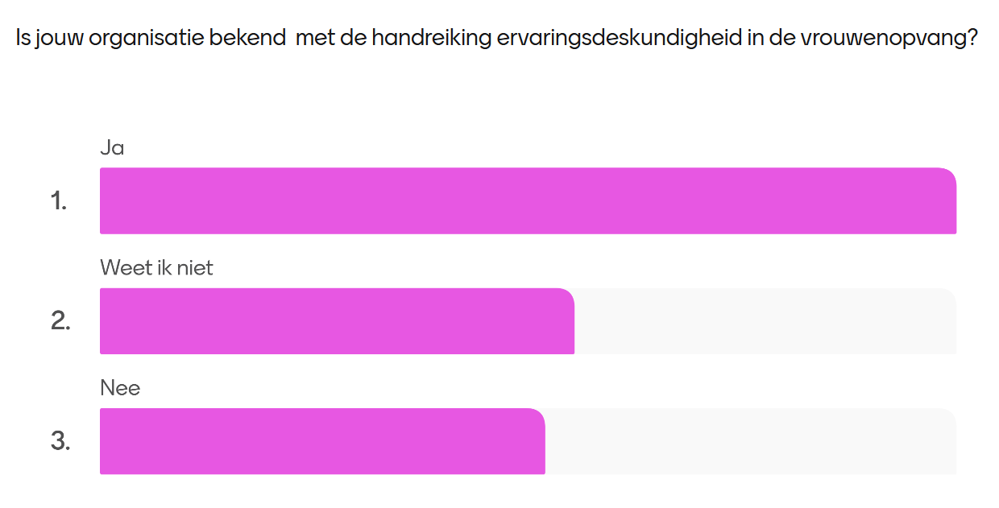 Is jouw organisatie bekend  met de handreiking ervaringsdeskundigheid in de vrouwenopvang?
Ja
1.
Weet ik niet
2.
Nee
3.